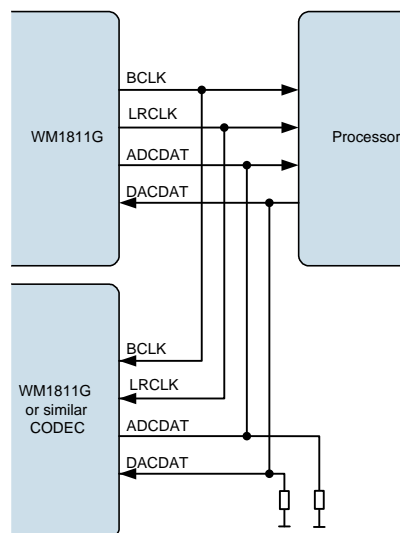 BCLK
LRCLK
WM1811G
Processor
ADCDAT
DACDAT
BCLK
LRCLK
WM1811G
or similar
CODEC
ADCDAT
DACDAT